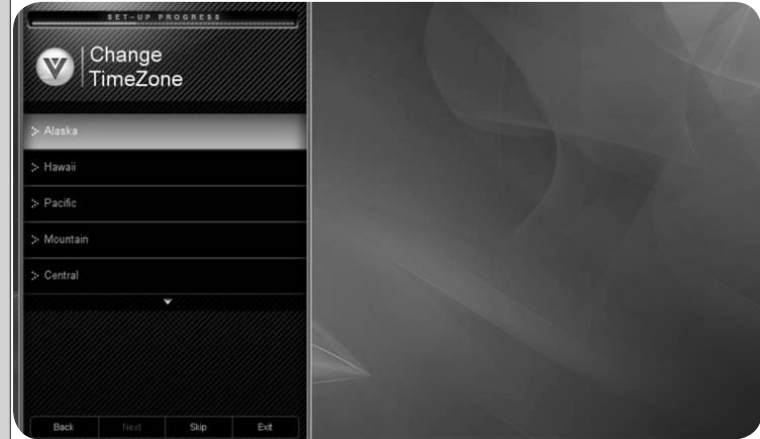 SET-UP PROGRESS
Change
TimeZone
Alaska
Hawaii
Pacific
Mountain
Central
Back Next Skip Exit